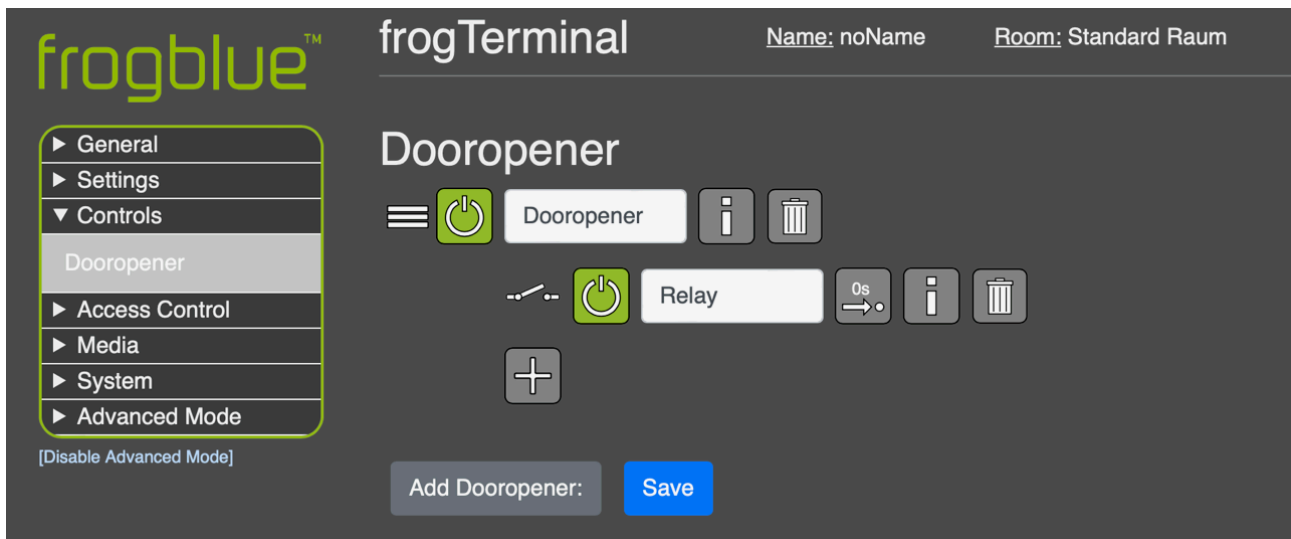 frogblue™
frogTerminal
Name: noName
Room: Standard Raum
General
Settings
Controls
Dooropener
Access Control
Media
System
Advanced Mode
[Disable Advanced Mode]
Dooropener
Dooropener
Relay
0s
Add Dooropener:
Save